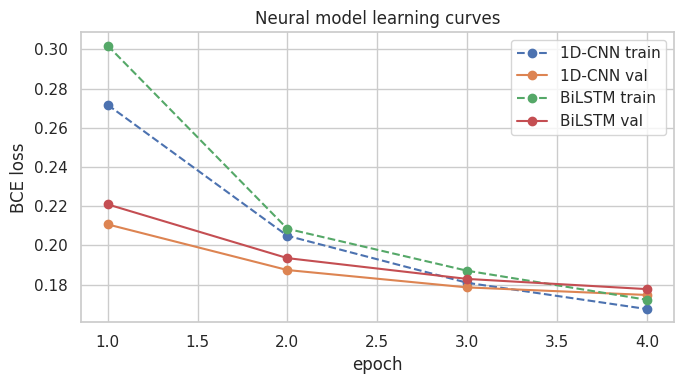 Neural model learning curves
BCE loss
0.30
0.28
0.26
0.24
0.22
0.20
0.18
1D-CNN train
1D-CNN val
BiLSTM train
BiLSTM val
1.0 1.5 2.0 2.5 3.0 3.5 4.0
epoch